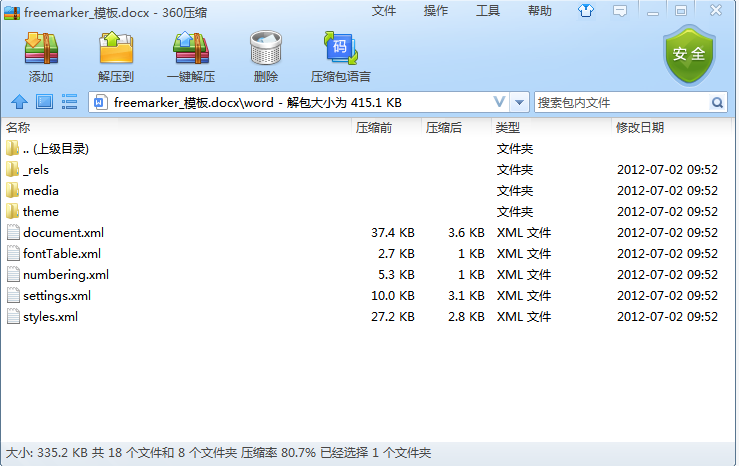 freemarker_模板.docx - 360压缩 文件 操作 工具 帮助
添加 解压到 一键解压 删除 压缩包语言 码 安全
freemarker_模板.docx\word - 解包大小为 415.1 KB 搜索包内文件
名称 压缩前 压缩后 类型 修改日期
.. (上级目录) 文件夹
_rels 文件夹 2012-07-02 09:52
media 文件夹 2012-07-02 09:52
theme 文件夹 2012-07-02 09:52
document.xml 37.4 KB 3.6 KB XML 文件 2012-07-02 09:52
fontTable.xml 2.7 KB 1 KB XML 文件 2012-07-02 09:52
numbering.xml 5.3 KB 1 KB XML 文件 2012-07-02 09:52
settings.xml 10.0 KB 3.1 KB XML 文件 2012-07-02 09:52
styles.xml 27.2 KB 2.8 KB XML 文件 2012-07-02 09:52
大小: 335.2 KB 共 18 个文件和 8 个文件夹 压缩率 80.7% 已经选择 1 个文件夹